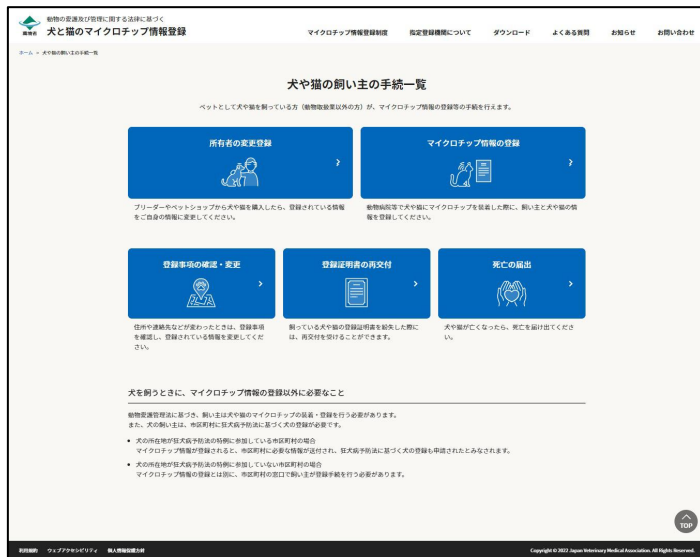 動物の愛護及び管理に関する法律に基づく
環境省 犬と猫のマイクロチップ情報登録
マイクロチップ情報登録制度 指定登録機関について ダウンロード よくある質問 お知らせ お問い合わせ
ホーム > 犬や猫の飼い主の手続一覧
犬や猫の飼い主の手続一覧
ペットとして犬や猫を飼っている方（動物取扱業以外の方）が、マイクロチップ情報の登録等の手続を行えます。
所有者の変更登録
ブリーダーやペットショップから犬や猫を購入したら、登録されている情報
をご自身の情報に変更してください。
マイクロチップ情報の登録
動物病院等で犬や猫にマイクロチップを装着した際に、飼い主と犬や猫の情
報を登録してください。
登録事項の確認・変更
住所や連絡先などが変わったときは、登録事項
を確認し、登録されている情報を変更してくだ
さい。
登録証明書の再交付
飼っている犬や猫の登録証明書を紛失した際に
は、再交付を受けることができます。
死亡の届出
犬や猫が亡くなったら、死亡を届け出てくださ
い。
犬を飼うときに、マイクロチップ情報の登録以外に必要なこと
動物愛護管理法に基づき、飼い主は犬や猫のマイクロチップの装着・登録を行う必要があります。
また、犬の飼い主は、市区町村に狂犬病予防法に基づく犬の登録が必要です。
• 犬の所在地が狂犬病予防法の特例に参加している市区町村の場合
マイクロチップ情報が登録されると、市区町村に必要な情報が送付され、狂犬病予防法に基づく犬の登録も申請されたとみなされます。
• 犬の所在地が狂犬病予防法の特例に参加していない市区町村の場合
マイクロチップ情報の登録とは別に、市区町村の窓口で飼い主が登録手続を行う必要があります。
TOP
利用規約 ウェブアクセシビリティ 個人情報保護方針
Copyright © 2022 Japan Veterinary Medical Association. All Rights Reserved.